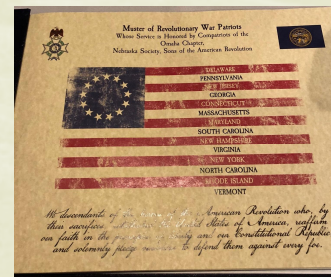 Muster of Revolutionary War Patriots
Whose Service is Honored by Compatriots of the
Omaha Chapter,
Nebraska Society, Sons of the American Revolution
DELAWARE
PENNSYLVANIA
NEW JERSEY
GEORGIA
CONNECTICUT
MASSACHUSETTS
MARYLAND
SOUTH CAROLINA
NEW HAMPSHIRE
VIRGINIA
NEW YORK
NORTH CAROLINA
RHODE ISLAND
VERMONT
We descendants of the American Revolution who, by
their sacrifices, States of America, reaffirm
our faith in the and our Constitutional Republic
and solemnly pledge to defend them against every foe.